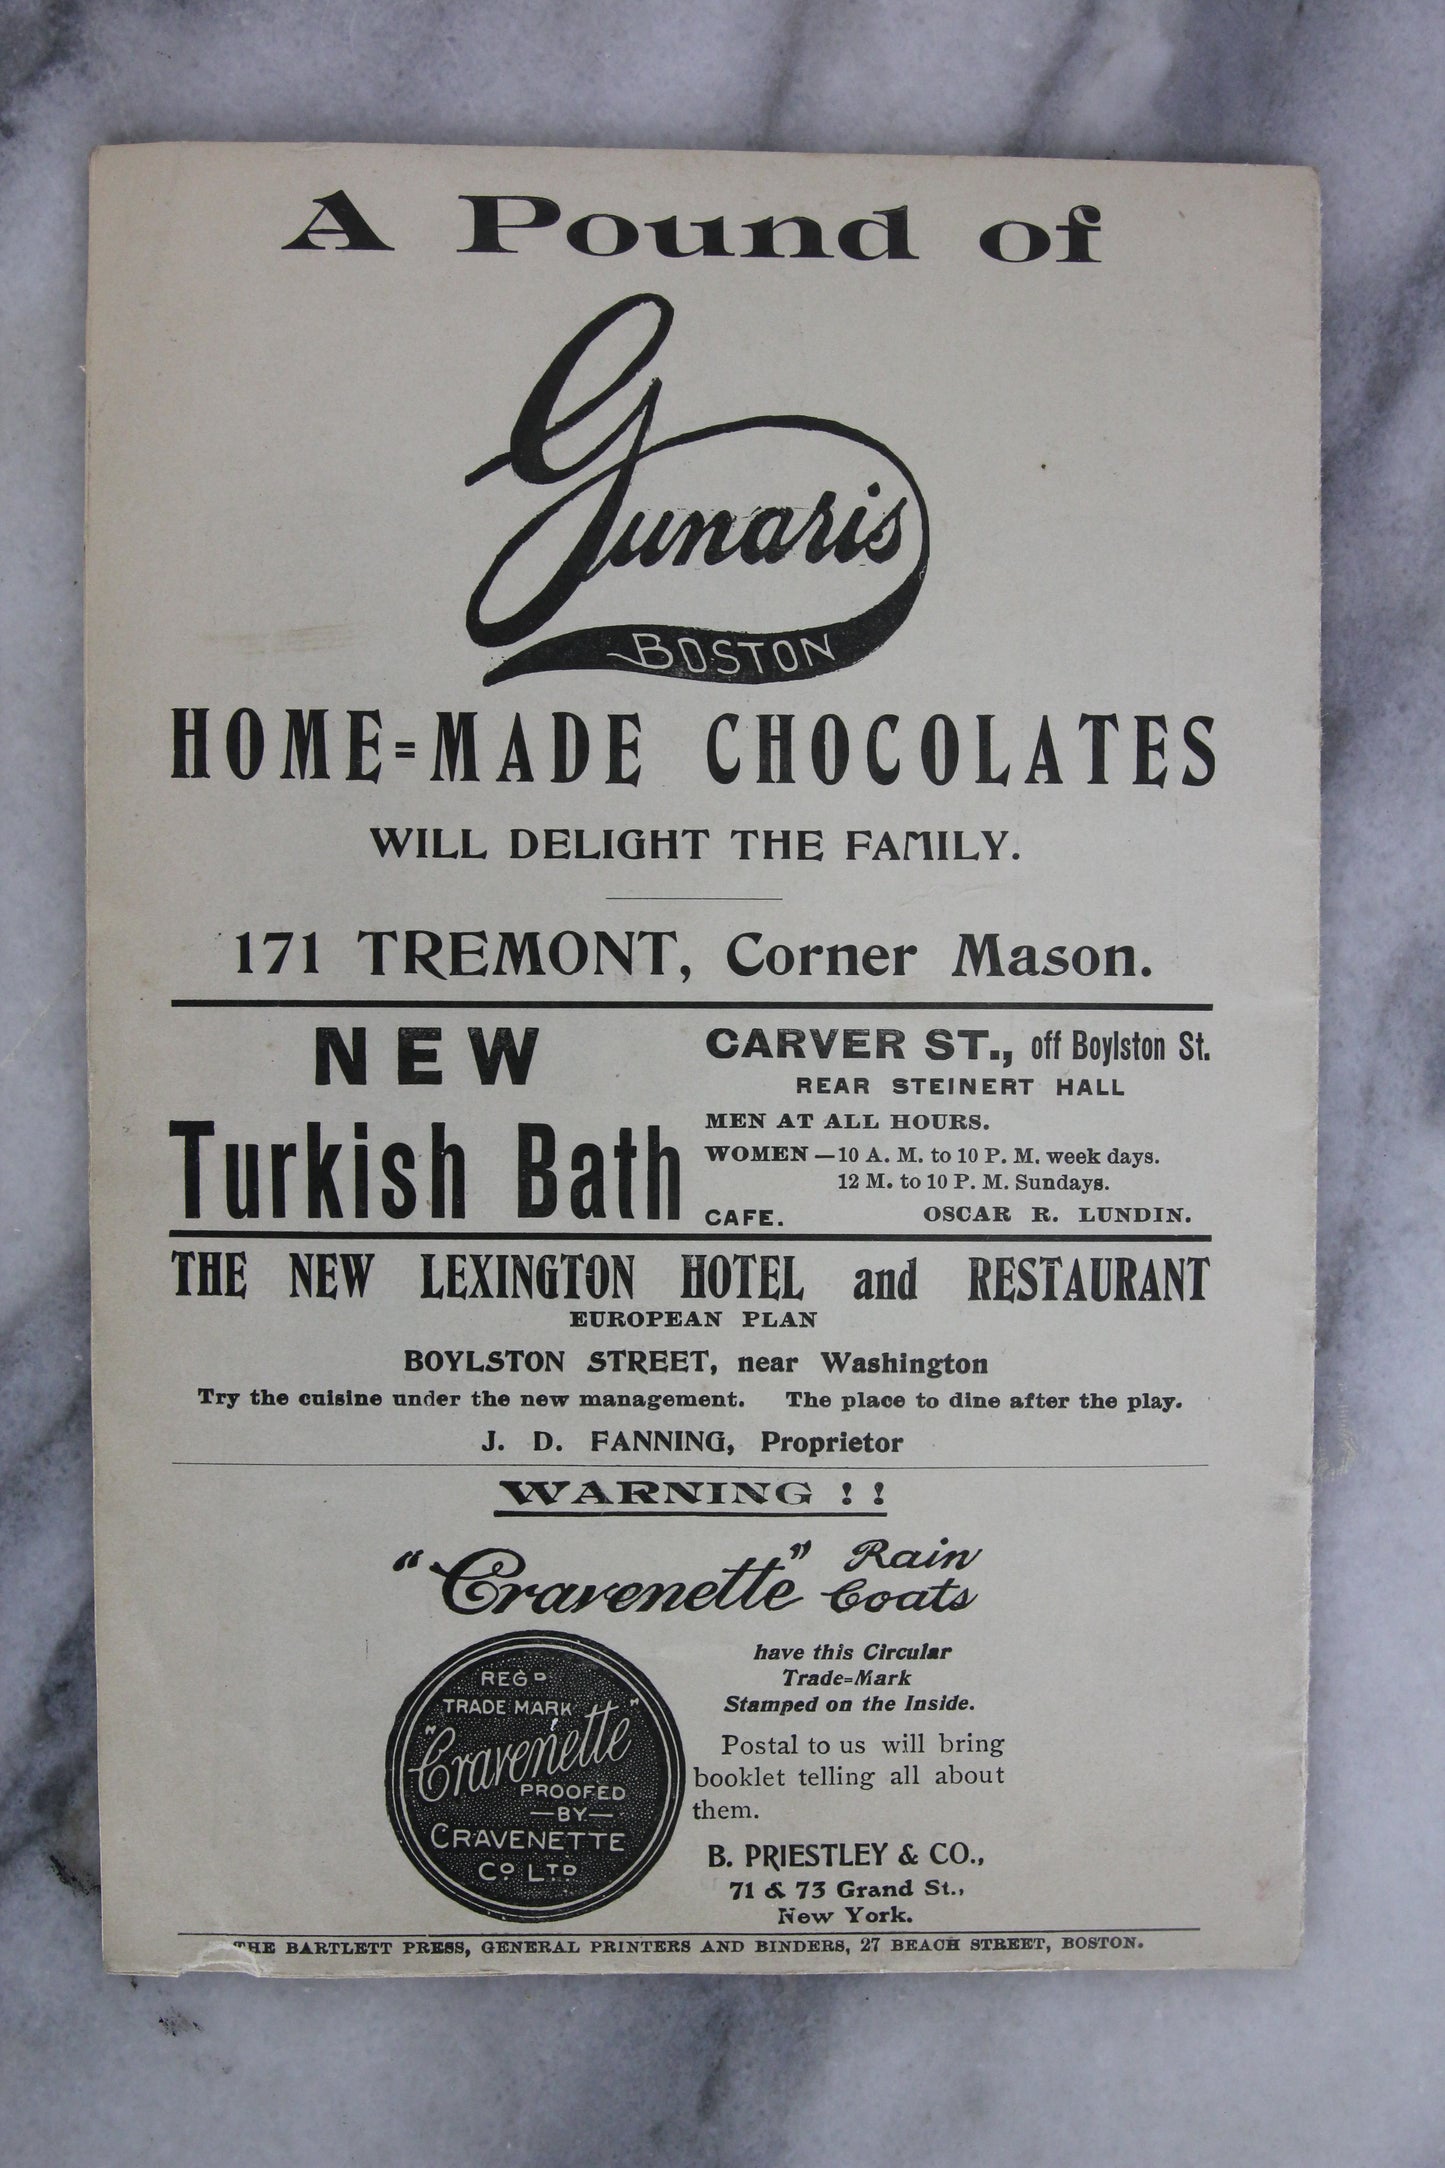 A Pound of
Gunaris
BOSTON
HOME=MADE CHOCOLATES
WILL DELIGHT THE FAMILY.
171 TREMONT, Corner Mason.
NEW
Turkish Bath
CARVER ST., off Boylston St.
REAR STEINERT HALL
MEN AT ALL HOURS.
WOMEN—10 A. M. to 10 P. M. week days.
12 M. to 10 P. M. Sundays.
CAFE. OSCAR R. LUNDIN.
THE NEW LEXINGTON HOTEL and RESTAURANT
EUROPEAN PLAN
BOYLSTON STREET, near Washington
Try the cuisine under the new management. The place to dine after the play.
J. D. FANNING, Proprietor
WARNING!!
"Cravenette" Rain
Coats
REGD
TRADE MARK
"Cravenette"
PROOFED
—BY—
CRAVENETTE
Co LTD
have this Circular
Trade=Mark
Stamped on the Inside.
Postal to us will bring
booklet telling all about
them.
B. PRIESTLEY & CO.,
71 & 73 Grand St.,
New York.
THE BARTLETT PRESS, GENERAL PRINTERS AND BINDERS, 27 BEACH STREET, BOSTON.